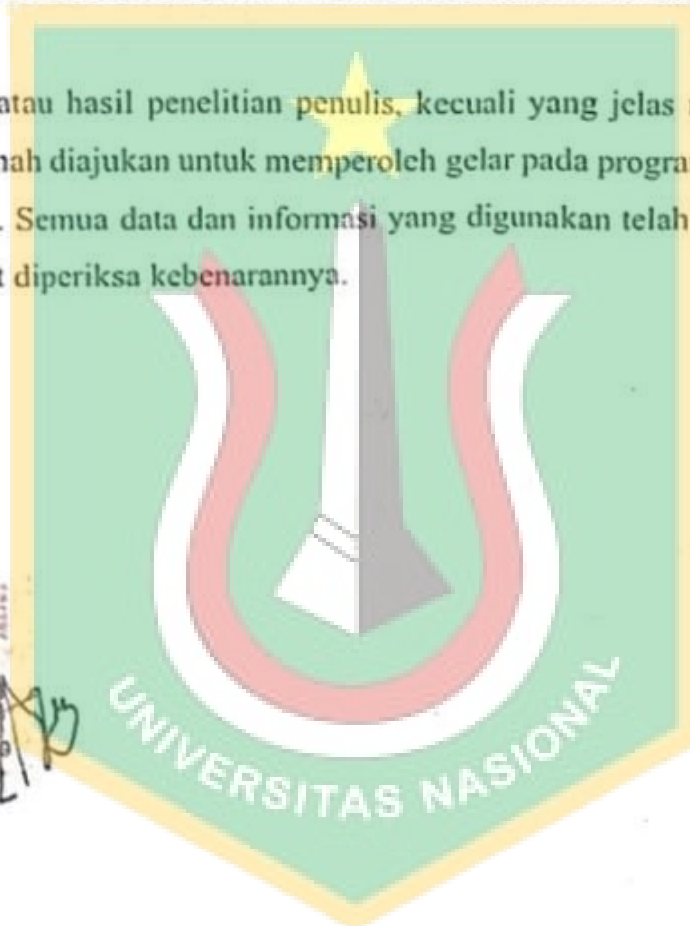 atau hasil penelitian penulis, kecuali yang jelas
nah diajukan untuk memperoleh gelar pada progra
. Semua data dan informasi yang digunakan telah
t diperiksa kebenarannya.
UNIVERSITAS NASIONAL